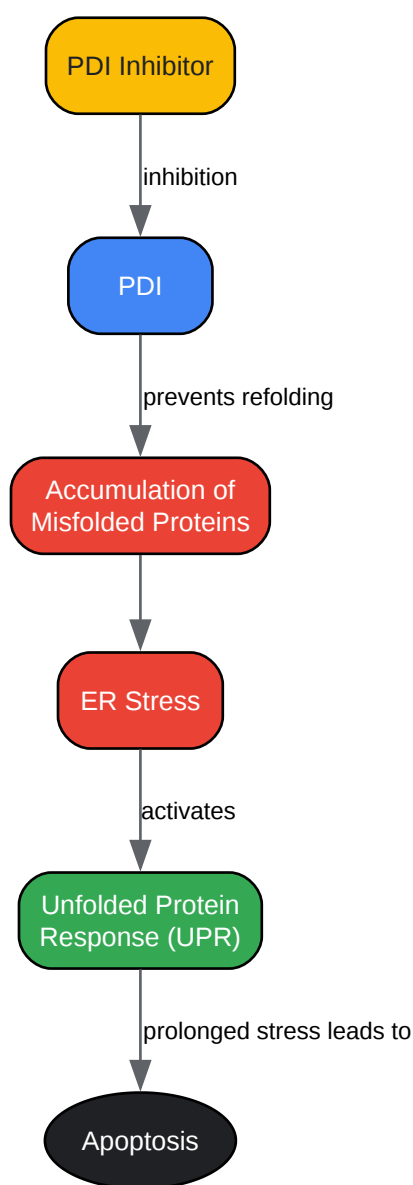 PDI Inhibitor
inhibition
PDI
prevents refolding
Accumulation of
Misfolded Proteins
ER Stress
activates
Unfolded Protein
Response (UPR)
prolonged stress leads to
Apoptosis